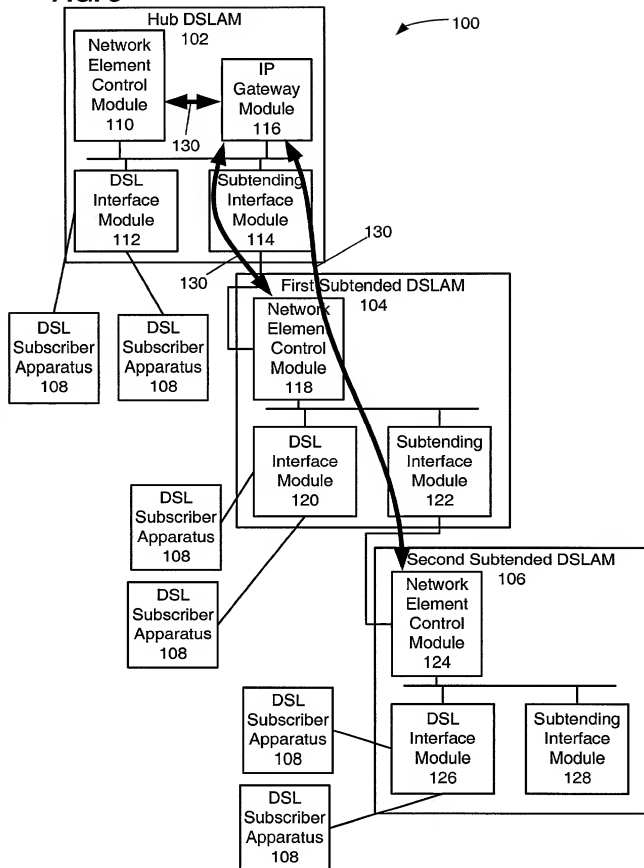 Hub DSLAM
102
100
Network
Element
Control
Module
110
IP
Gateway
Module
116
130
DSL
Interface
Module
112
Subtending
Interface
Module
114
130
130
First Subtended DSLAM
104
DSL
Subscriber
Apparatus
108
DSL
Subscriber
Apparatus
108
Network
Element
Control
Module
118
DSL
Interface
Module
120
Subtending
Interface
Module
122
DSL
Subscriber
Apparatus
108
DSL
Subscriber
Apparatus
108
Second Subtended DSLAM
106
Network
Element
Control
Module
124
DSL
Interface
Module
126
Subtending
Interface
Module
128
DSL
Subscriber
Apparatus
108
DSL
Subscriber
Apparatus
108